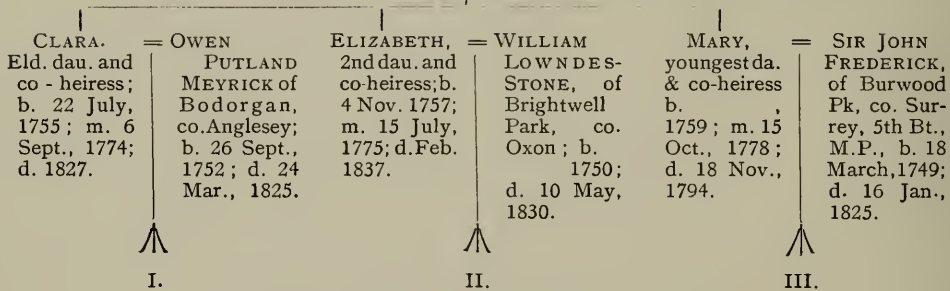 CLARA.
Eld. dau. and
co - heiress;
b. 22 July,
1755; m. 6
Sept., 1774;
d. 1827.
= OWEN
PUTLAND
MEYRICK of
Bodorgan,
co. Anglesey;
b. 26 Sept.,
1752; d. 24
Mar., 1825.
ELIZABETH,
2nd dau. and
co-heiress; b.
4 Nov. 1757;
m. 15 July,
1775; d. Feb.
1837.
= WILLIAM
LOWNDES-
STONE, of
Brightwell
Park, co.
Oxon; b.
1750;
d. 10 May,
1830.
MARY,
youngest da.
& co-heiress
b. ,
1759; m. 15
Oct., 1778;
d. 18 Nov.,
1794.
= SIR JOHN
FREDERICK,
of Burwood
Pk, co. Sur-
rey, 5th Bt.,
M.P., b. 18
March, 1749;
d. 16 Jan.,
1825.
I.
II.
III.